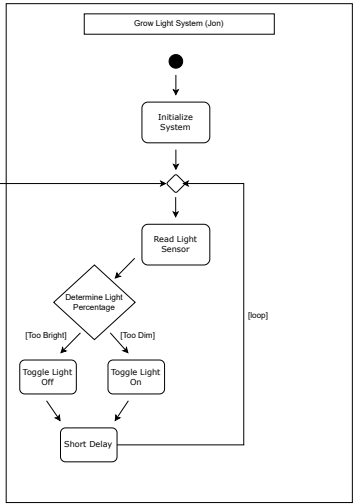 Grow Light System (Jon)
Initialize
System
Read Light
Sensor
Determine Light
Percentage
[Too Bright]
[Too Dim]
[loop]
Toggle Light
Off
Toggle Light
On
Short Delay